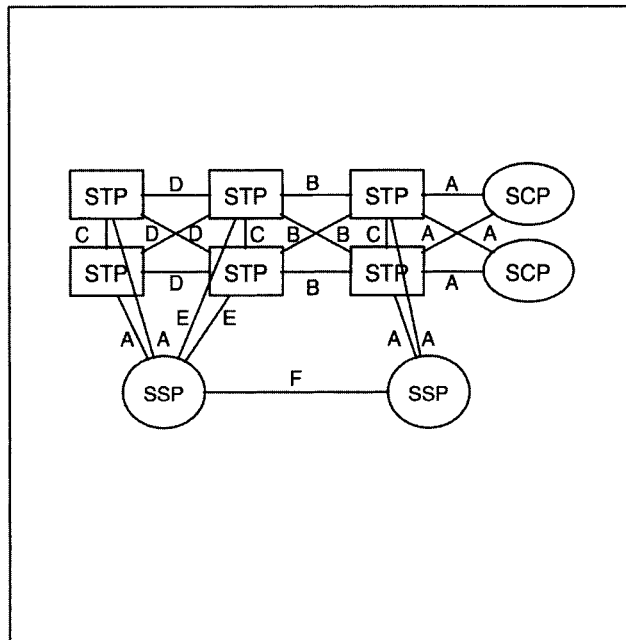 D B A
STP STP STP SCP
C D D C B B C A A
STP STP STP SCP
D B A
E E
A A A A
F
SSP SSP